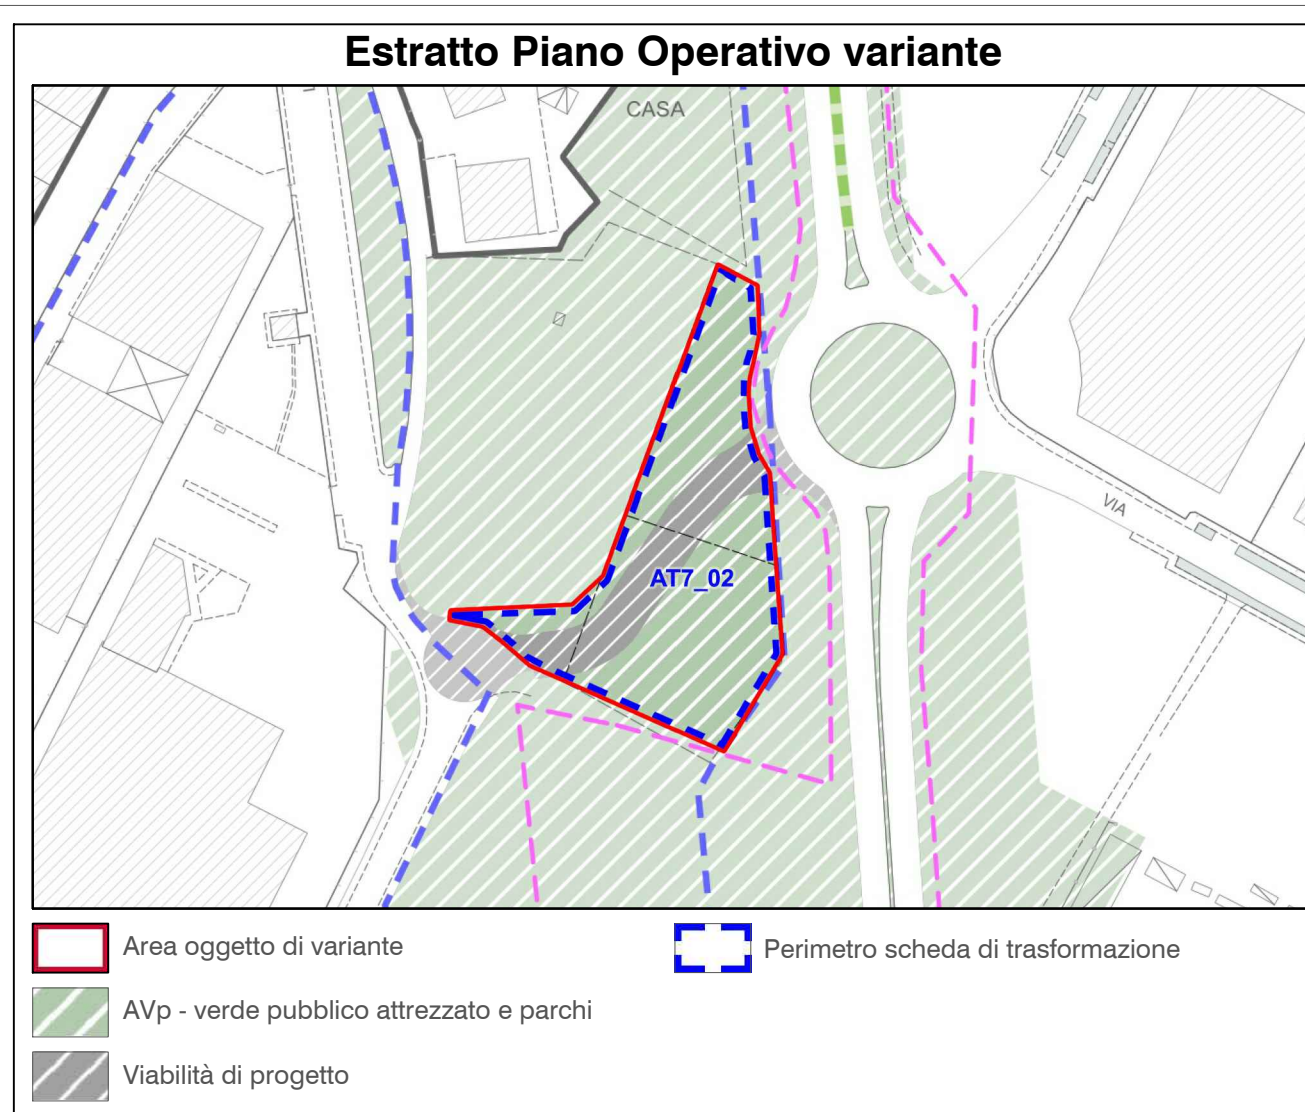 Estratto Piano Operativo variante
CASA
VIA
AT7_02
Area oggetto di variante
Perimetro scheda di trasformazione
AVp - verde pubblico attrezzato e parchi
Viabilità di progetto